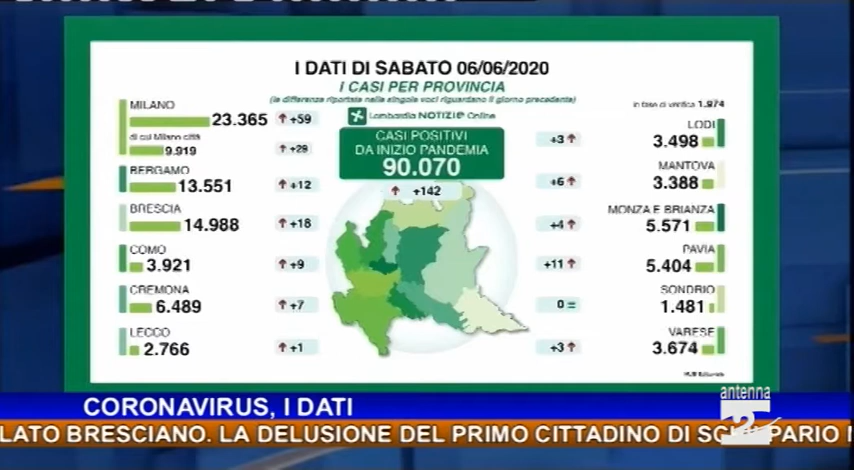 I DATI DI SABATO 06/06/2020
I CASI PER PROVINCIA
(le differenze riportate nelle singole voci riguardano il giorno precedente)
in fase di verifica 1.974
Lombardia NOTIZIE Online
CASI POSITIVI
DA INIZIO PANDEMIA
90.070
+142
MILANO
23.365 +59
di cui Milano città
9.919 +29
BERGAMO
13.551 +12
BRESCIA
14.988 +18
COMO
3.921 +9
CREMONA
6.489 +7
LECCO
2.766 +1
LODI
+3 3.498
MANTOVA
+6 3.388
MONZA E BRIANZA
+4 5.571
PAVIA
+11 5.404
SONDRIO
0 = 1.481
VARESE
+3 3.674
CORONAVIRUS, I DATI
antenna
2
LATO BRESCIANO. LA DELUSIONE DEL PRIMO CITTADINO DI